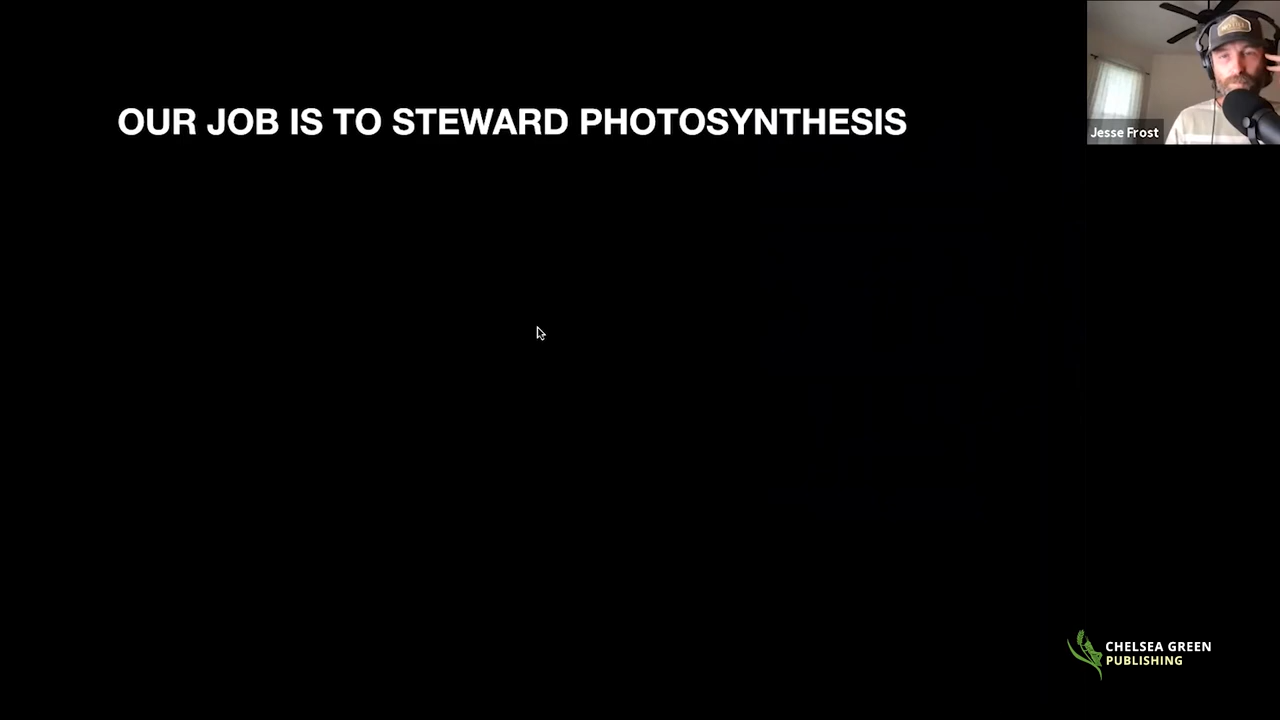 OUR JOB IS TO STEWARD PHOTOSYNTHESIS
Jesse Frost
CHELSEA GREEN
PUBLISHING